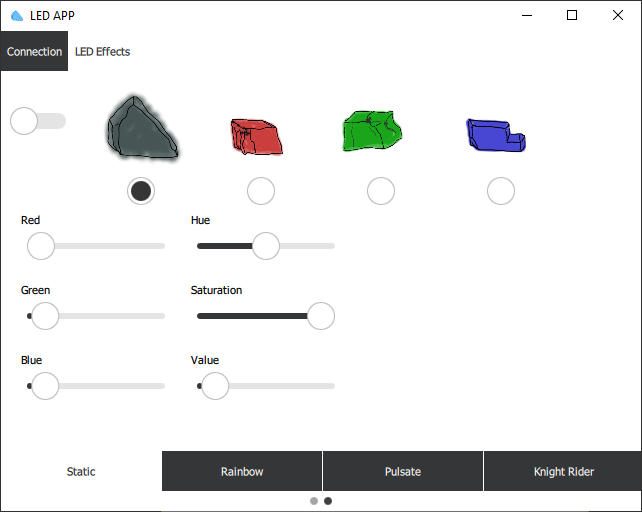 LED APP
Connection LED Effects
Red Hue
Green Saturation
Blue Value
Static Rainbow Pulsate Knight Rider